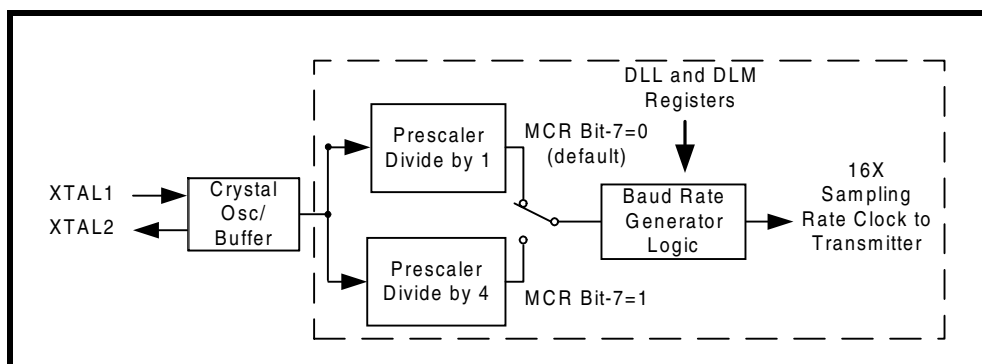 DLL and DLM
Registers
Prescaler
Divide by 1
MCR Bit-7=0
(default)
XTAL1
XTAL2
Crystal
Osc/
Buffer
Baud Rate
Generator
Logic
16X
Sampling
Rate Clock to
Transmitter
Prescaler
Divide by 4
MCR Bit-7=1